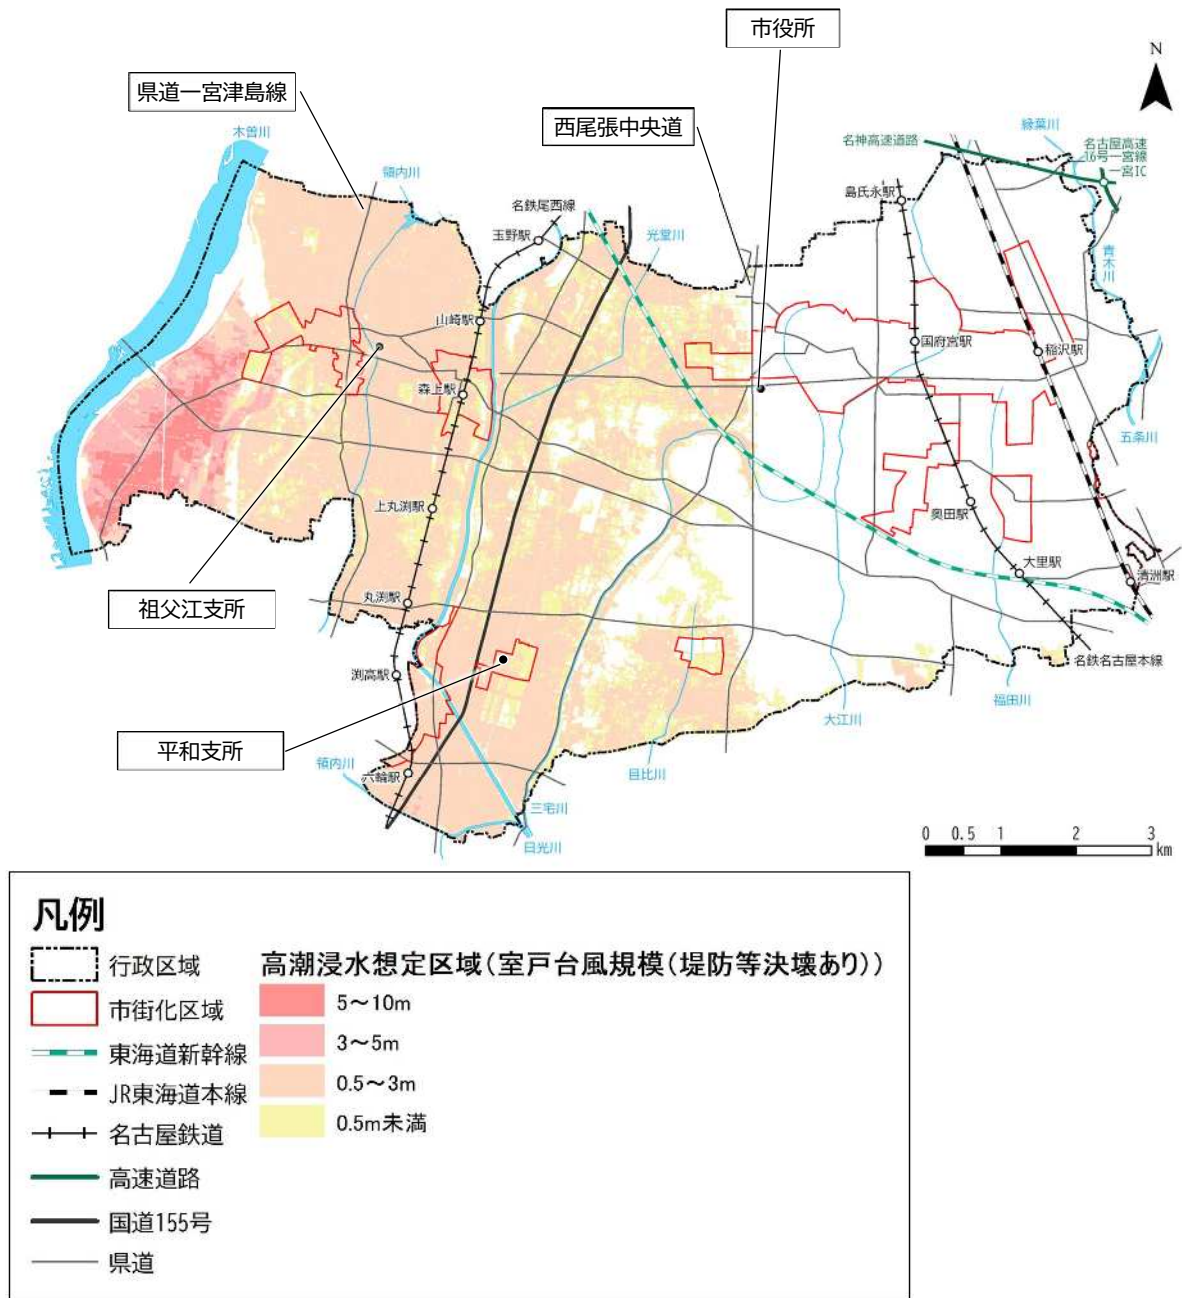 市役所
N
県道一宮津島線
西尾張中央道
木曽川
領内川
名鉄尾西線
玉野駅
光堂川
名神高速道路
縁葉川
名古屋高速
16号一宮線
一宮IC
島氏永駅
青木川
山崎駅
国府宮駅
稲沢駅
森上駅
五条川
上丸渕駅
奥田駅
大里駅
清洲駅
祖父江支所
丸渕駅
渕高駅
名鉄名古屋本線
福田川
大江川
平和支所
領内川
六輪駅
目比川
三宅川
日光川
0 0.5 1 2 3
km
凡例
行政区域
市街化区域
東海道新幹線
JR東海道本線
名古屋鉄道
高速道路
国道155号
県道
高潮浸水想定区域(室戸台風規模(堤防等決壊あり))
5～10m
3～5m
0.5～3m
0.5m未満